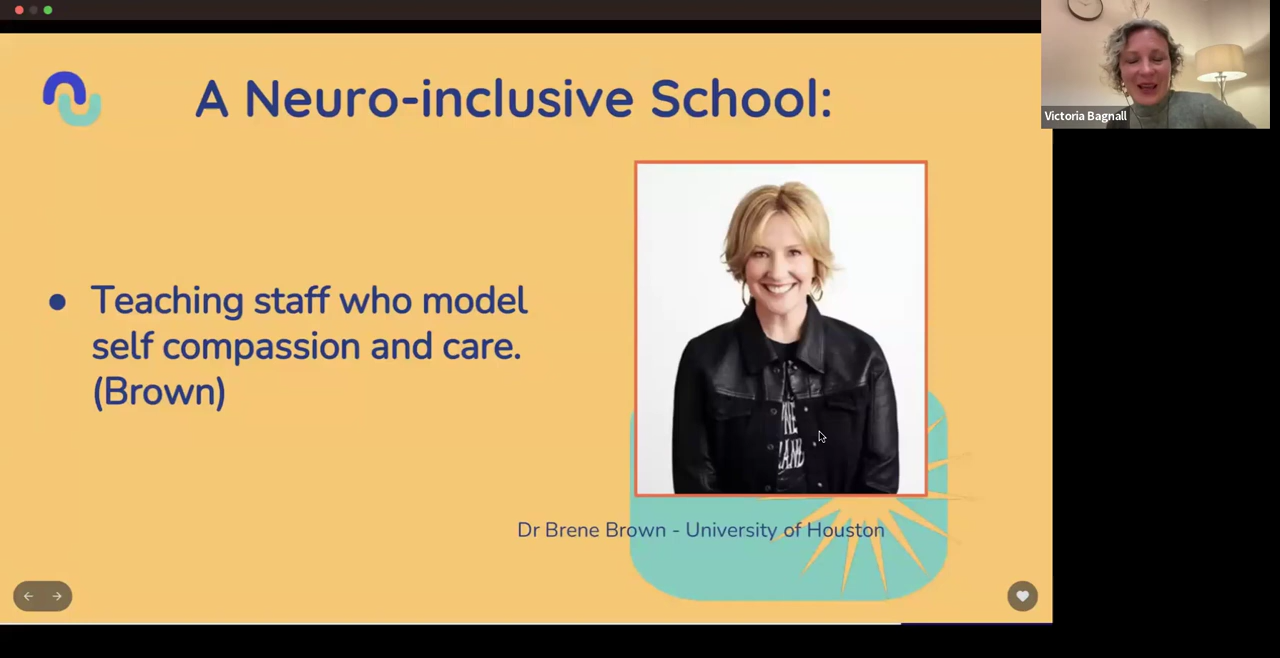 A Neuro-inclusive School:
Victoria Bagnall
● Teaching staff who model
self compassion and care.
(Brown)
Dr Brene Brown - University of Houston